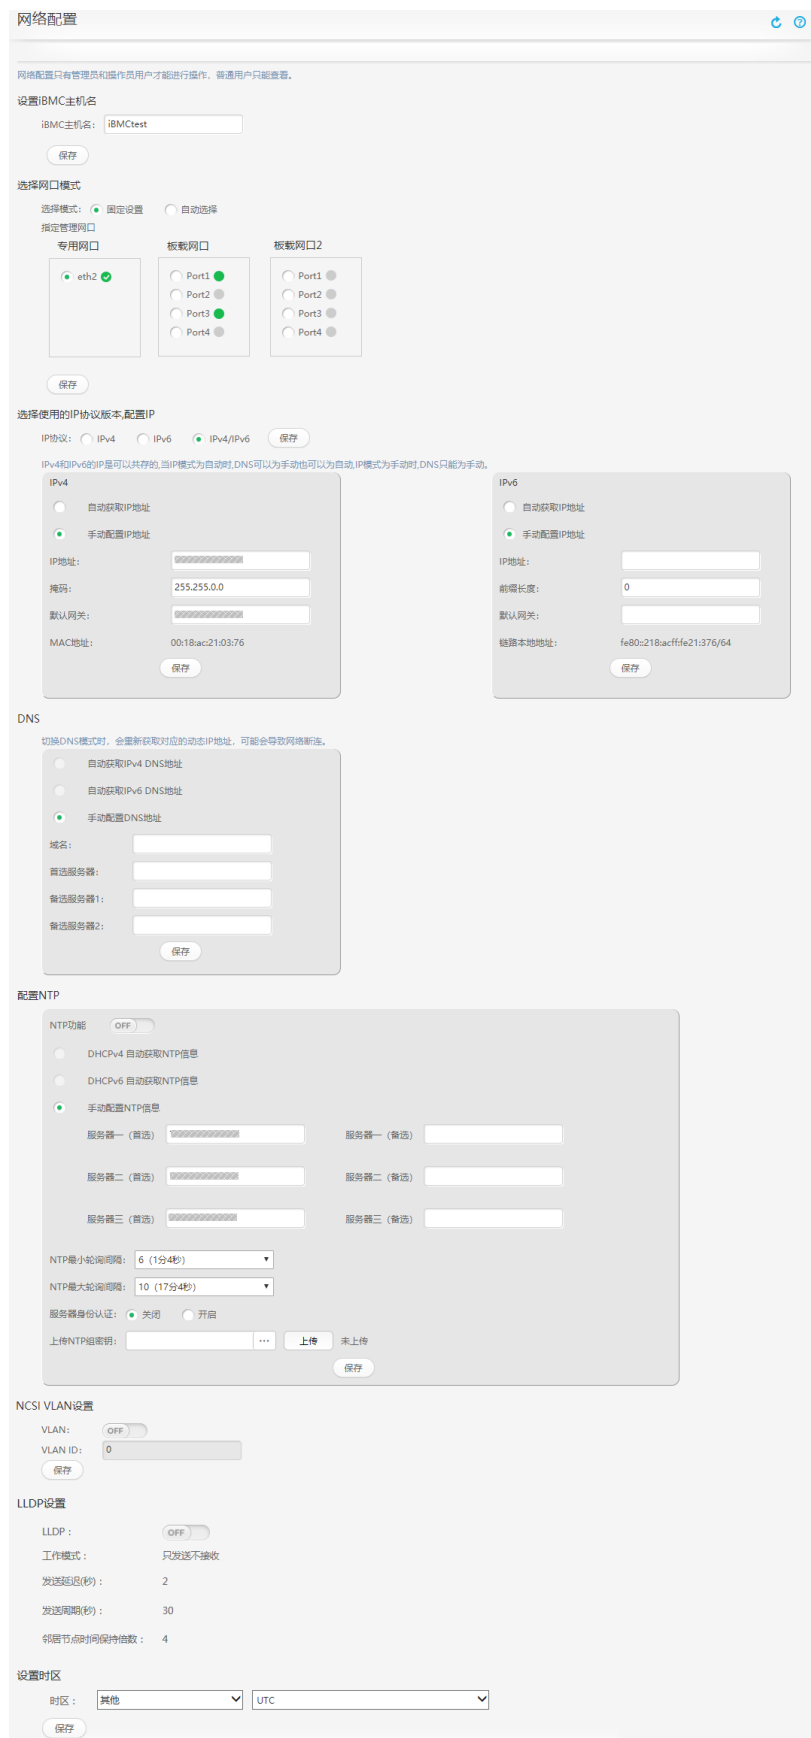 网络配置
网络配置只有管理员和操作员用户才能进行操作，普通用户只能查看。
设置iBMC主机名
iBMC主机名： iBMCtest
保存
选择网口模式
选择模式： 固定设置 自动选择
指定管理网口
专用网口 板载网口 板载网口2
eth2 Port1 Port1
Port2 Port2
Port3 Port3
Port4 Port4
保存
选择使用的IP协议版本,配置IP
IP协议： IPv4 IPv6 IPv4/IPv6 保存
IPv4和IPv6的IP是可以共存的,当IP模式为自动时,DNS可以为手动也可以为自动,IP模式为手动时,DNS只能为手动。
IPv4
自动获取IP地址
手动配置IP地址
IP地址：
掩码： 255.255.0.0
默认网关：
MAC地址： 00:18:ac:21:03:76
保存
IPv6
自动获取IP地址
手动配置IP地址
IP地址：
前缀长度： 0
默认网关：
链路本地地址： fe80::218:acff:fe21:376/64
保存
DNS
切换DNS模式时，会重新获取对应的动态IP地址，可能会导致网络断连。
自动获取IPv4 DNS地址
自动获取IPv6 DNS地址
手动配置DNS地址
域名：
首选服务器：
备选服务器1：
备选服务器2：
保存
配置NTP
NTP功能 OFF
DHCPv4 自动获取NTP信息
DHCPv6 自动获取NTP信息
手动配置NTP信息
服务器一（首选） 服务器一（备选）
服务器二（首选） 服务器二（备选）
服务器三（首选） 服务器三（备选）
NTP最小轮询间隔： 6（1分4秒）
NTP最大轮询间隔： 10（17分4秒）
服务器身份认证： 关闭 开启
上传NTP组密钥： ... 上传 未上传
保存
NCSI VLAN设置
VLAN： OFF
VLAN ID： 0
保存
LLDP设置
LLDP： OFF
工作模式： 只发送不接收
发送延迟(秒)： 2
发送周期(秒)： 30
邻居节点时间保持倍数： 4
设置时区
时区： 其他 UTC
保存